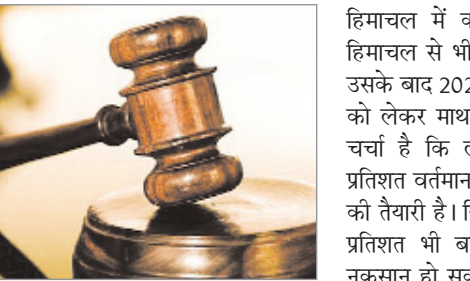 हिमाचल में
हिमाचल से भी
उसके बाद 202
को लेकर माथ
चर्चा है कि
प्रतिशत वर्तमान
की तैयारी है।
प्रतिशत भी
नुकसान हो